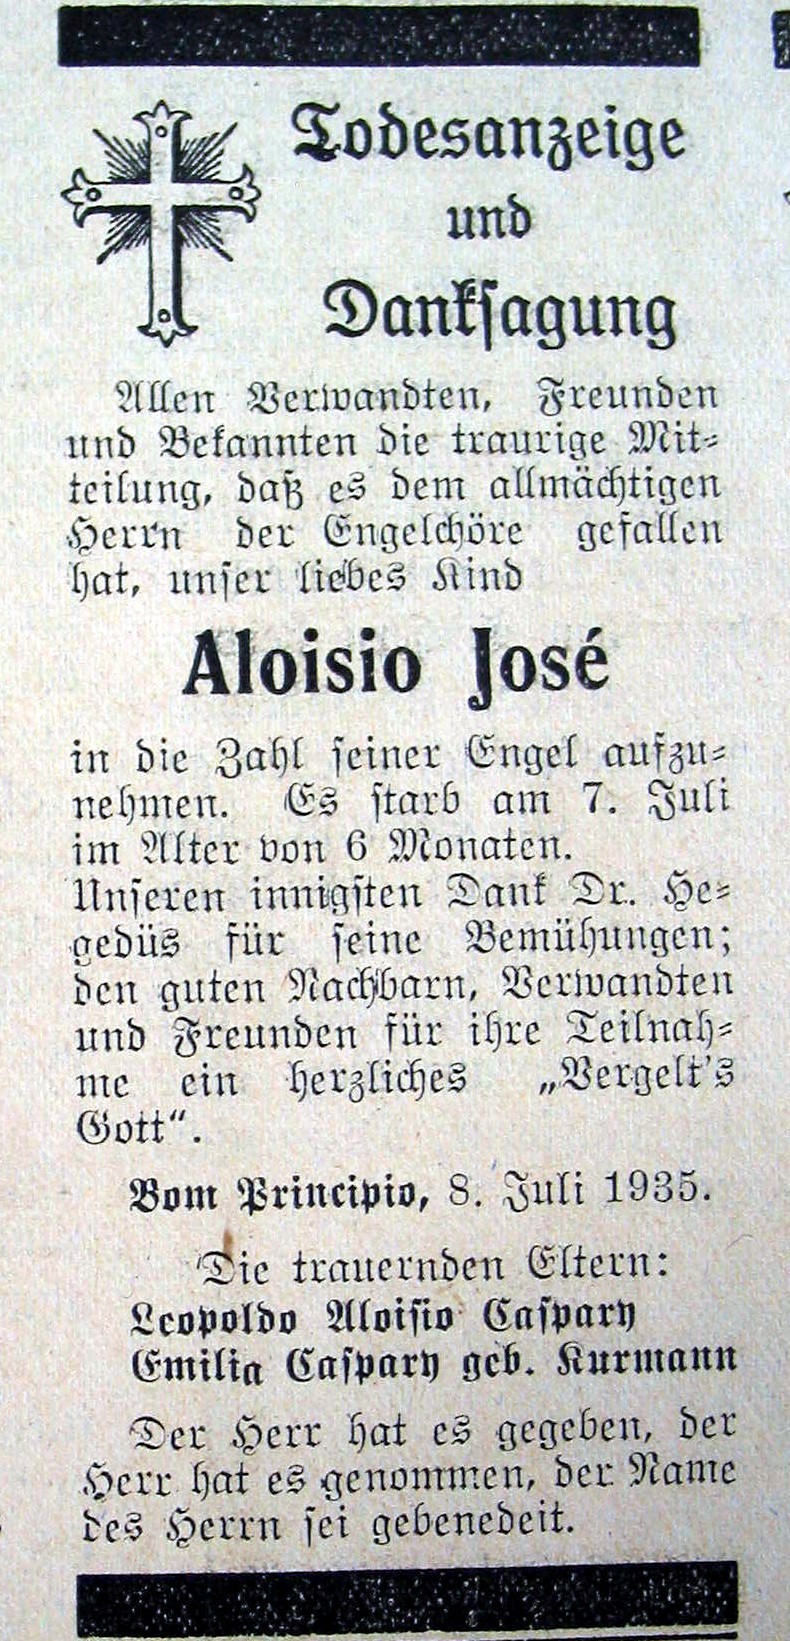 Todesanzeige
und
Danksagung
Allen Verwandten, Freunden
und Bekannten die traurige Mit-
teilung, daß es dem allmächtigen
Herrn der Engelchöre gefallen
hat, unser liebes Kind
Aloisio José
in die Zahl seiner Engel aufzu-
nehmen. Es starb am 7. Juli
im Alter von 6 Monaten.
Unseren innigsten Dank Dr. He-
gedüs für seine Bemühungen;
den guten Nachbarn, Verwandten
und Freunden für ihre Teilnah-
me ein herzliches „Vergelt's
Gott“.
Bom Principio, 8. Juli 1935.
Die trauernden Eltern:
Leopoldo Aloisio Caspary
Emilia Caspary geb. Kurmann
Der Herr hat es gegeben, der
Herr hat es genommen, der Name
des Herrn sei gebenedeit.